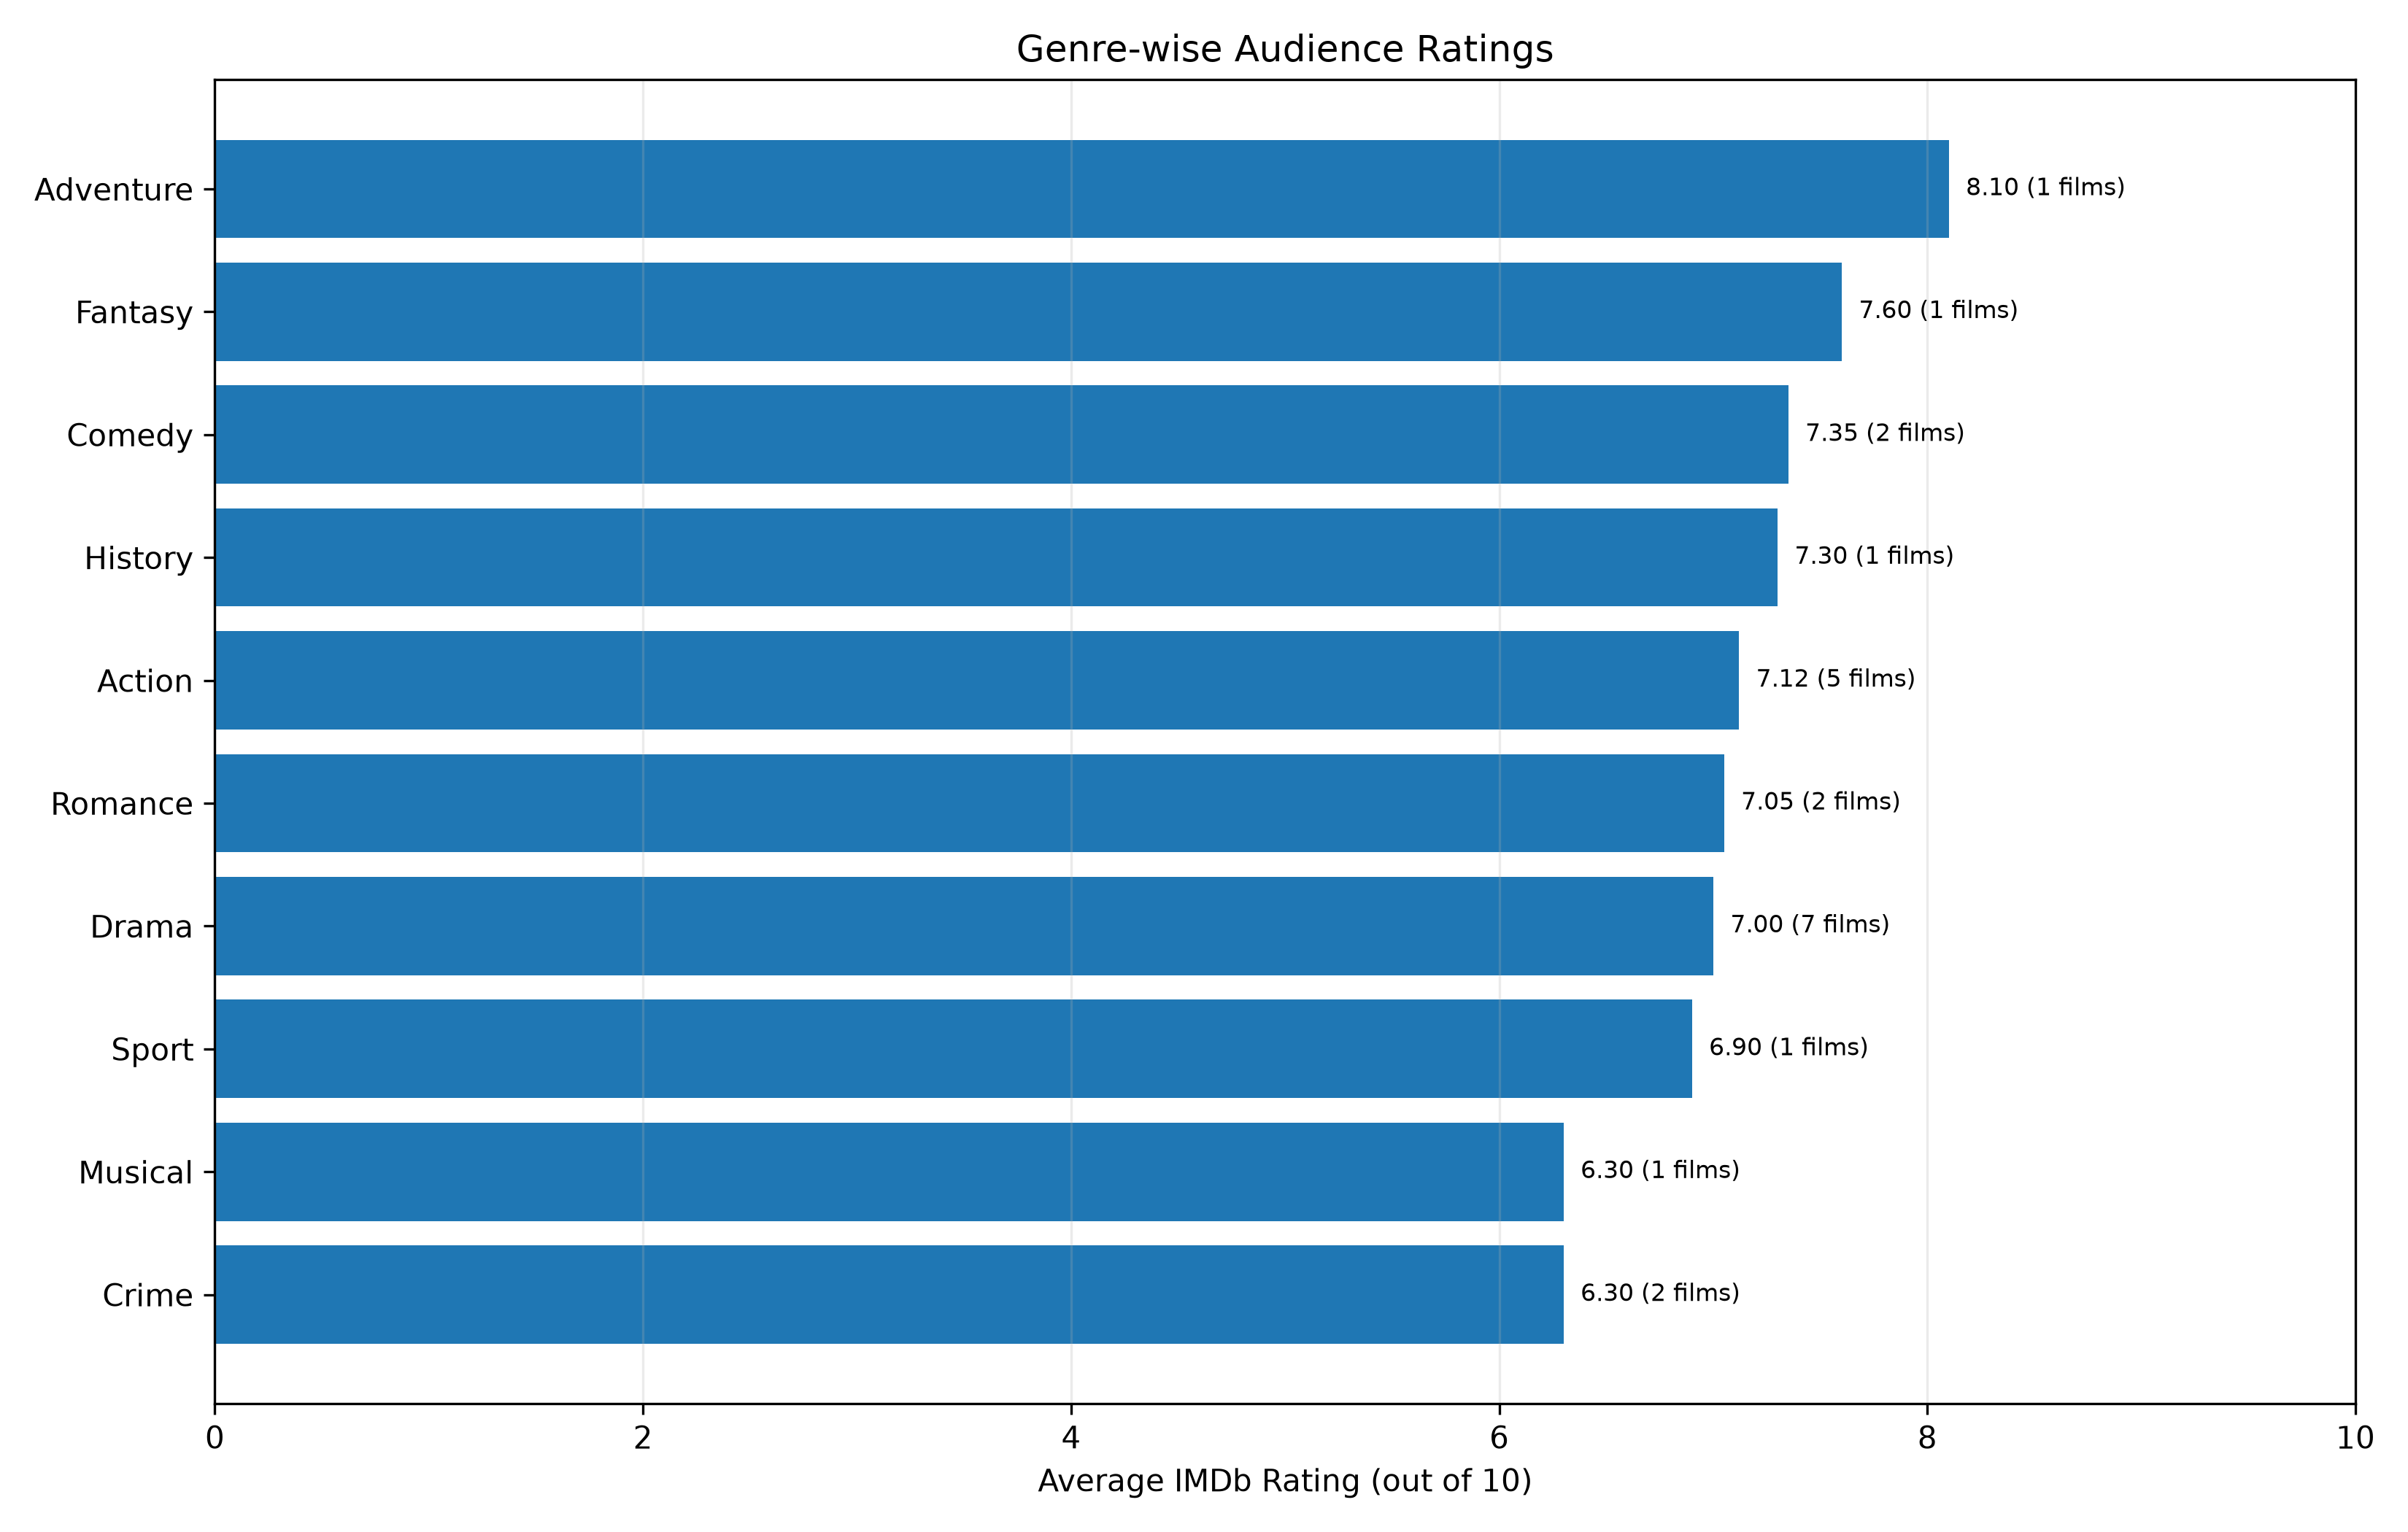 Genre-wise Audience Ratings
Adventure 8.10 (1 films)
Fantasy 7.60 (1 films)
Comedy 7.35 (2 films)
History 7.30 (1 films)
Action 7.12 (5 films)
Romance 7.05 (2 films)
Drama 7.00 (7 films)
Sport 6.90 (1 films)
Musical 6.30 (1 films)
Crime 6.30 (2 films)
0 2 4 6 8 10
Average IMDb Rating (out of 10)